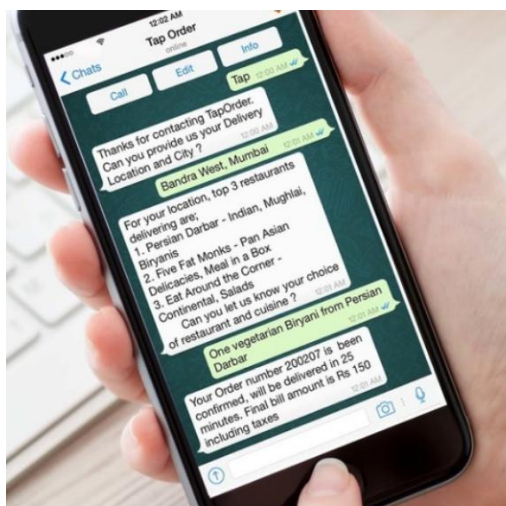 12:02 AM
Chats
Tap Order
online
Call
Edit
Info
Tap 12:00 AM
Thanks for contacting TapOrder.
Can you provide us your Delivery
Location and City ?
12:00 AM
Bandra West, Mumbai 12:01 AM
For your location, top 3 restaurants
delivering are;
1. Persian Darbar - Indian, Mughlai,
Biryanis
2. Five Fat Monks - Pan Asian
Delicacies, Meal in a Box
3. Eat Around the Corner -
Continental, Salads
Can you let us know your choice
of restaurant and cuisine ? 12:01 AM
One vegetarian Biryani from Persian
Darbar 12:01 AM
Your Order number 200207 is been
confirmed, will be delivered in 25
minutes. Final bill amount is Rs 150
including taxes 12:01 AM